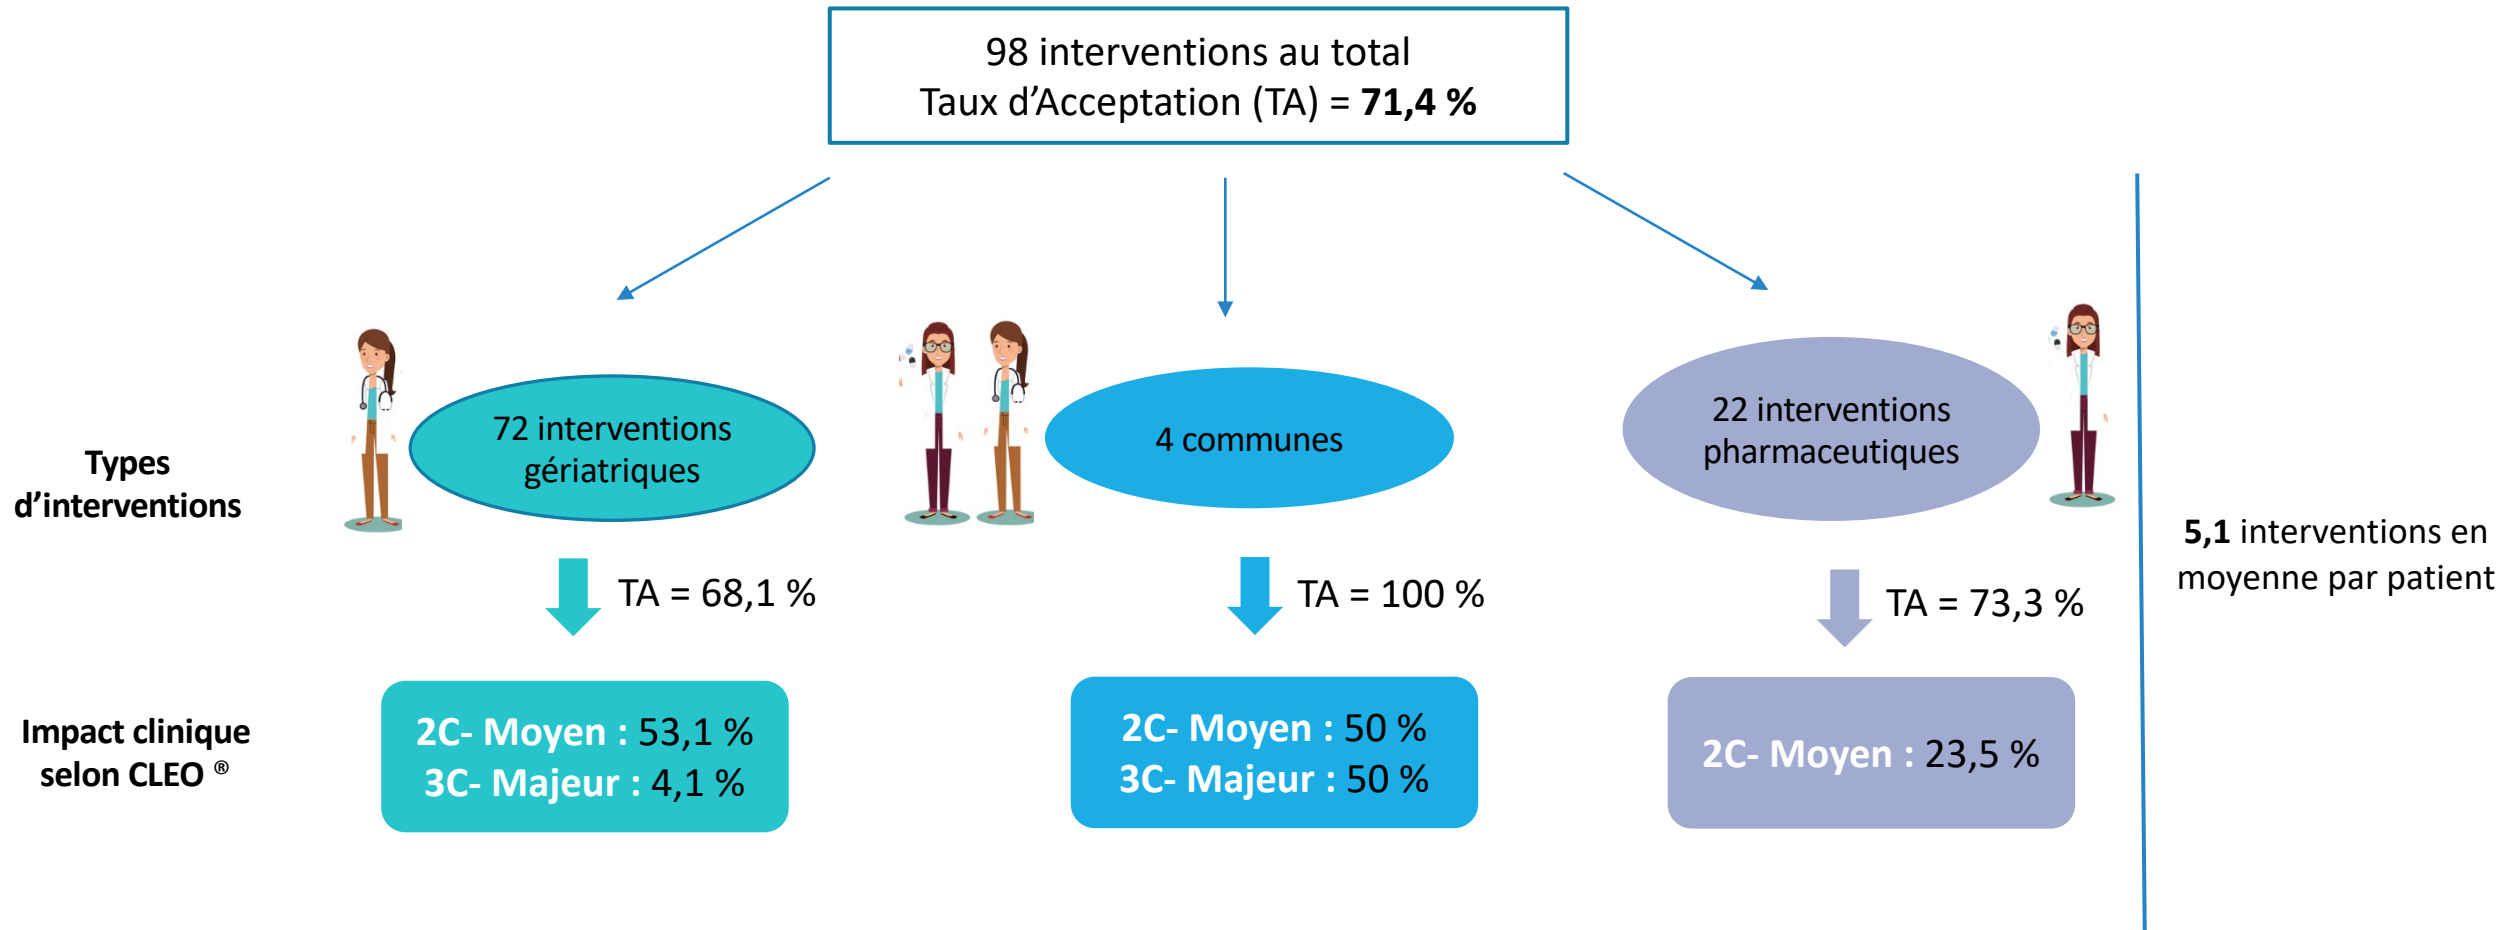 98 interventions au total
Taux d’Acceptation (TA) = 71,4 %
Types
d’interventions
72 interventions
gériatriques
4 communes
22 interventions
pharmaceutiques
TA = 68,1 %
TA = 100 %
TA = 73,3 %
Impact clinique
selon CLEO ®
2C- Moyen : 53,1 %
3C- Majeur : 4,1 %
2C- Moyen : 50 %
3C- Majeur : 50 %
2C- Moyen : 23,5 %
5,1 interventions en
moyenne par patient